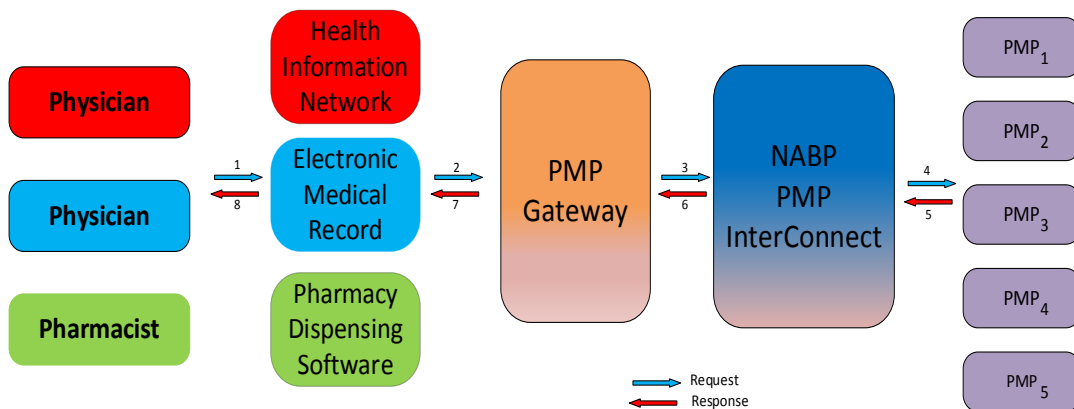 Physician
Physician
Pharmacist
Health
Information
Network
Electronic
Medical
Record
Pharmacy
Dispensing
Software
1
8
2
7
PMP
Gateway
3
6
NABP
PMP
InterConnect
4
5
PMP1
PMP2
PMP3
PMP4
PMP5
Request
Response